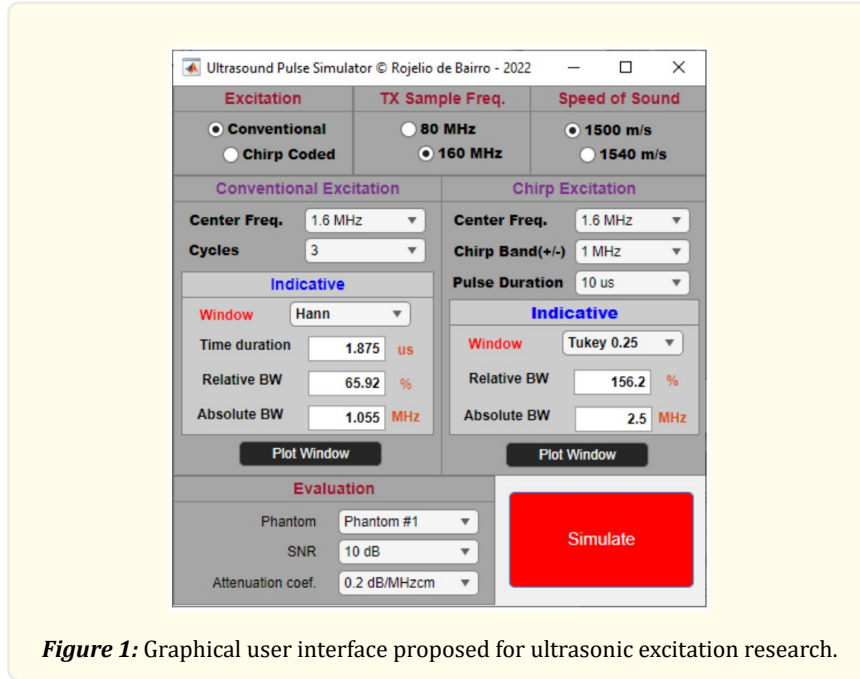 Ultrasound Pulse Simulator © Rojelio de Bairro - 2022
Excitation
Conventional
Chirp Coded
TX Sample Freq.
80 MHz
160 MHz
Speed of Sound
1500 m/s
1540 m/s
Conventional Excitation
Center Freq. 1.6 MHz
Cycles 3
Indicative
Window Hann
Time duration 1.875 us
Relative BW 65.92 %
Absolute BW 1.055 MHz
Plot Window
Chirp Excitation
Center Freq. 1.6 MHz
Chirp Band(+/-) 1 MHz
Pulse Duration 10 us
Indicative
Window Tukey 0.25
Relative BW 156.2 %
Absolute BW 2.5 MHz
Plot Window
Evaluation
Phantom Phantom #1
SNR 10 dB
Attenuation coef. 0.2 dB/MHzcm
Simulate
Figure 1: Graphical user interface proposed for ultrasonic excitation research.